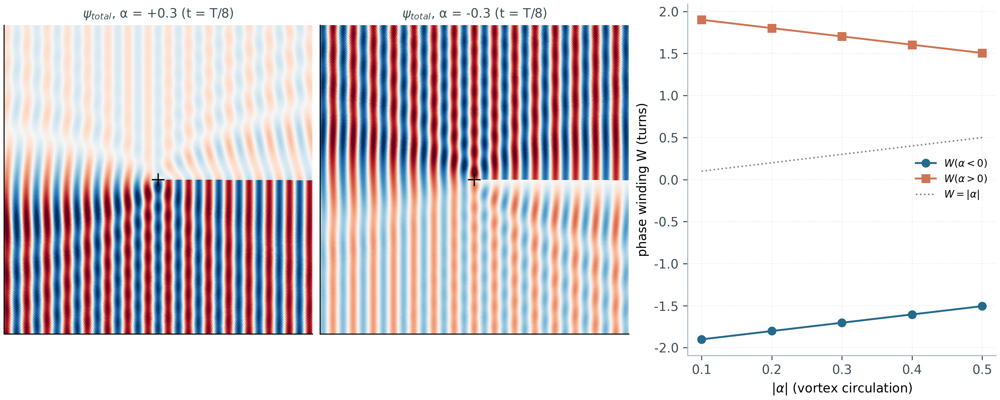 ψtotal, α = +0.3 (t = T/8)
ψtotal, α = -0.3 (t = T/8)
phase winding W (turns)
2.0
1.5
1.0
0.5
0.0
-0.5
-1.0
-1.5
-2.0
W(α < 0)
W(α > 0)
W = |α|
0.1 0.2 0.3 0.4 0.5
|α| (vortex circulation)